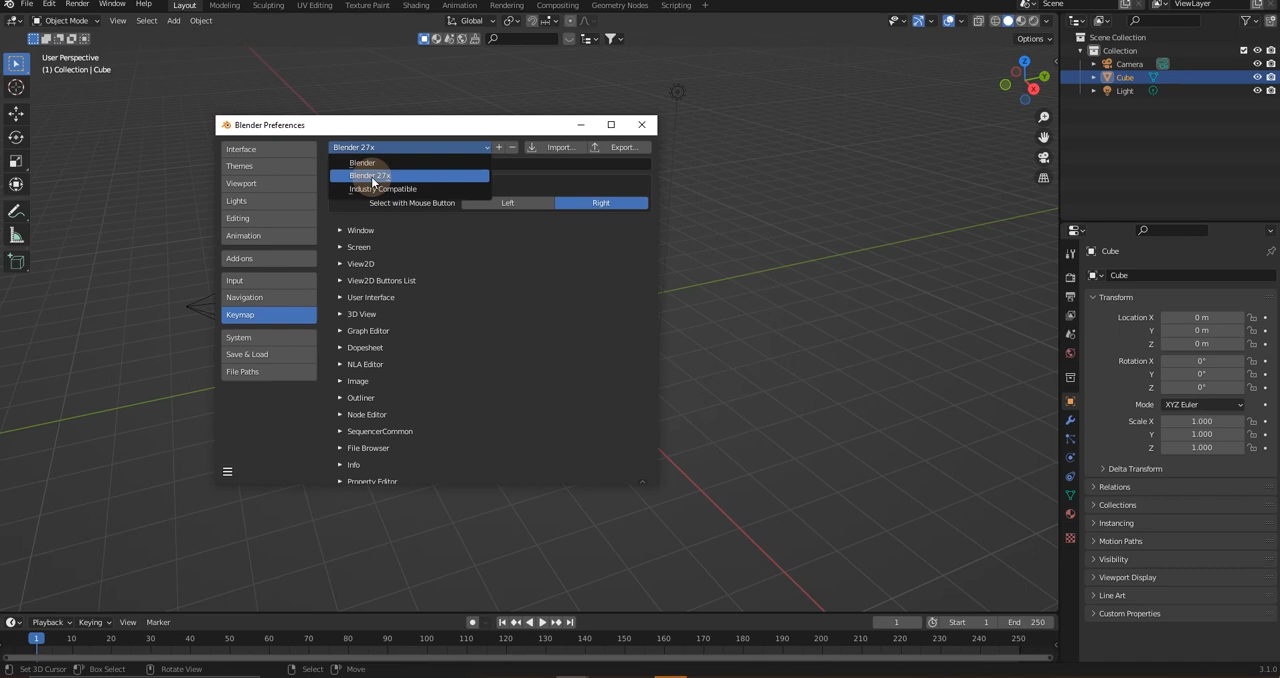 File Edit Render Window Help Layout Modeling Sculpting UV Editing Texture Paint Shading Animation Rendering Compositing Geometry Nodes Scripting + Scene ViewLayer
Object Mode View Select Add Object Global
Options
User Perspective
(1) Collection | Cube
Z
Y
X
Blender Preferences
Interface
Themes
Viewport
Lights
Editing
Animation
Add-ons
Input
Navigation
Keymap
System
Save & Load
File Paths
Blender 27x + − Import... Export...
Blender
Blender 27x
Industry Compatible
Select with Mouse Button Left Right
Window
Screen
View2D
View2D Buttons List
User Interface
3D View
Graph Editor
Dopesheet
NLA Editor
Image
Outliner
Node Editor
SequencerCommon
File Browser
Info
Property Editor
Scene Collection
Collection
Camera
Cube
Light
Cube
Cube
Transform
Location X 0 m
Y 0 m
Z 0 m
Rotation X 0°
Y 0°
Z 0°
Mode XYZ Euler
Scale X 1.000
Y 1.000
Z 1.000
Delta Transform
Relations
Collections
Instancing
Motion Paths
Visibility
Viewport Display
Line Art
Custom Properties
Playback Keying View Marker 1 Start 1 End 250
1 10 20 30 40 50 60 70 80 90 100 110 120 130 140 150 160 170 180 190 200 210 220 230 240 250
Set 3D Cursor Box Select Rotate View Select Move 3.1.0